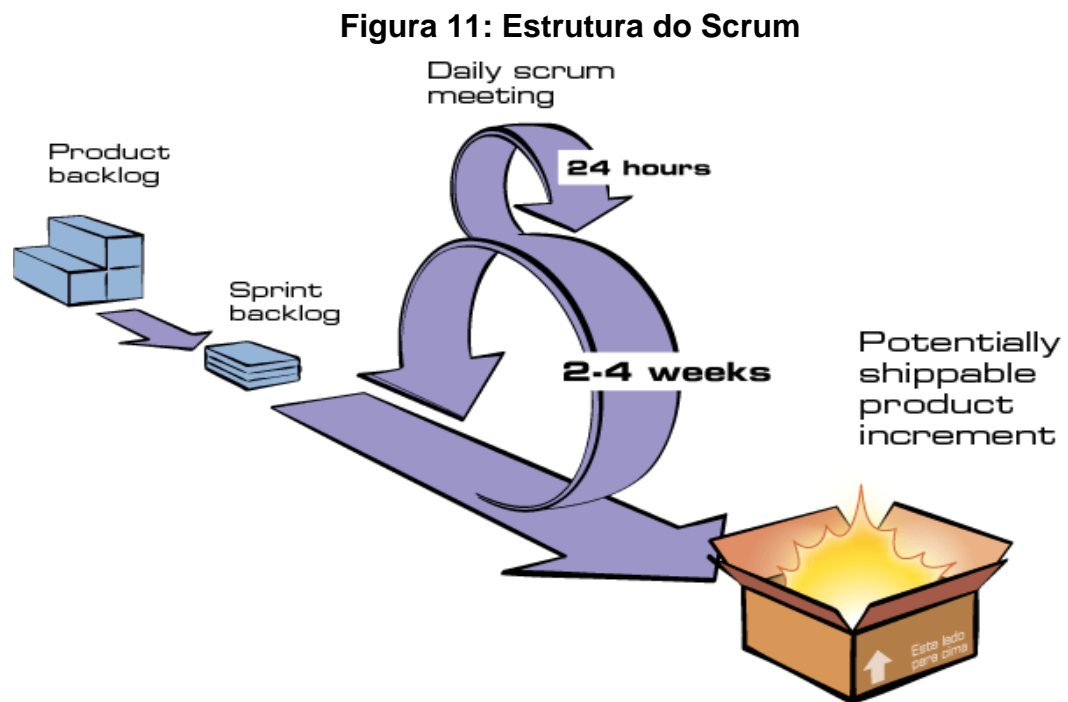 Figura 11: Estrutura do Scrum
Daily scrum
meeting
24 hours
Product
backlog
Sprint
backlog
2-4 weeks
Potentially
shippable
product
increment
Este lado
para cima